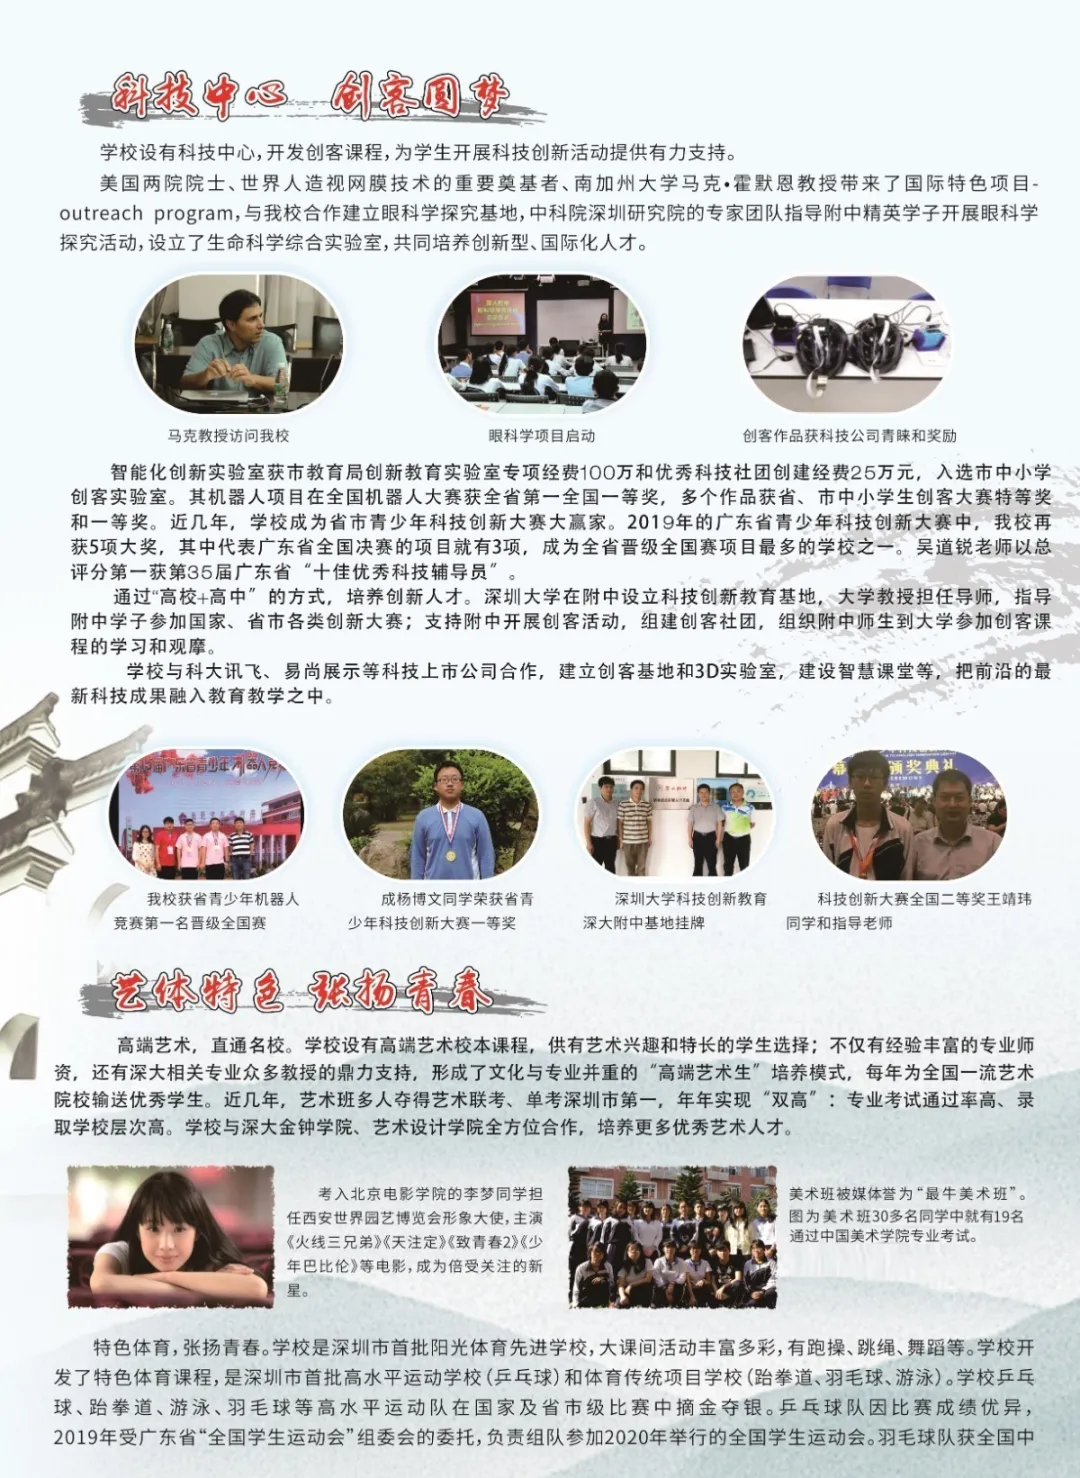 科技中心 创客圆梦
学校设有科技中心,开发创客课程,为学生开展科技创新活动提供有力支持。
美国两院院士、世界人造视网膜技术的重要奠基者、南加州大学马克•霍默恩教授带来了国际特色项目-
outreach program,与我校合作建立眼科学探究基地,中科院深圳研究院的专家团队指导附中精英学子开展眼科学
探究活动,设立了生命科学综合实验室,共同培养创新型、国际化人才。
马克教授访问我校
眼科学项目启动
创客作品获科技公司青睐和奖励
智能化创新实验室获市教育局创新教育实验室专项经费100万和优秀科技社团创建经费25万元，入选市中小学
创客实验室。其机器人项目在全国机器人大赛获全省第一全国一等奖，多个作品获省、市中小学生创客大赛特等奖
和一等奖。近几年，学校成为省市青少年科技创新大赛大赢家。2019年的广东省青少年科技创新大赛中，我校再
获5项大奖，其中代表广东省全国决赛的项目就有3项，成为全省晋级全国赛项目最多的学校之一。吴道锐老师以总
评分第一获第35届广东省“十佳优秀科技辅导员”。
通过“高校+高中”的方式，培养创新人才。深圳大学在附中设立科技创新教育基地，大学教授担任导师，指导
附中学子参加国家、省市各类创新大赛；支持附中开展创客活动，组建创客社团，组织附中师生到大学参加创客课
程的学习和观摩。
学校与科大讯飞、易尚展示等科技上市公司合作，建立创客基地和3D实验室，建设智慧课堂等，把前沿的最
新科技成果融入教育教学之中。
颁奖典礼
我校获省青少年机器人
竞赛第一名晋级全国赛
成杨博文同学荣获省青
少年科技创新大赛一等奖
深圳大学科技创新教育
深大附中基地挂牌
科技创新大赛全国二等奖王靖玮
同学和指导老师
艺体特色 张扬青春
高端艺术，直通名校。学校设有高端艺术校本课程，供有艺术兴趣和特长的学生选择；不仅有经验丰富的专业师
资，还有深大相关专业众多教授的鼎力支持，形成了文化与专业并重的“高端艺术生”培养模式，每年为全国一流艺术
院校输送优秀学生。近几年，艺术班多人夺得艺术联考、单考深圳市第一，年年实现“双高”：专业考试通过率高、录
取学校层次高。学校与深大金钟学院、艺术设计学院全方位合作，培养更多优秀艺术人才。
考入北京电影学院的李梦同学担
任西安世界园艺博览会形象大使,主演
《火线三兄弟》《天注定》《致青春2》《少
年巴比伦》等电影,成为倍受关注的新
星。
美术班被媒体誉为“最牛美术班”。
图为美术班30多名同学中就有19名
通过中国美术学院专业考试。
特色体育,张扬青春。学校是深圳市首批阳光体育先进学校,大课间活动丰富多彩,有跑操、跳绳、舞蹈等。学校开
发了特色体育课程,是深圳市首批高水平运动学校(乒乓球)和体育传统项目学校(跆拳道、羽毛球、游泳)。学校乒乓
球、跆拳道、游泳、羽毛球等高水平运动队在国家及省市级比赛中摘金夺银。乒乓球队因比赛成绩优异,
2019年受广东省“全国学生运动会”组委会的委托,负责组队参加2020年举行的全国学生运动会。羽毛球队获全国中